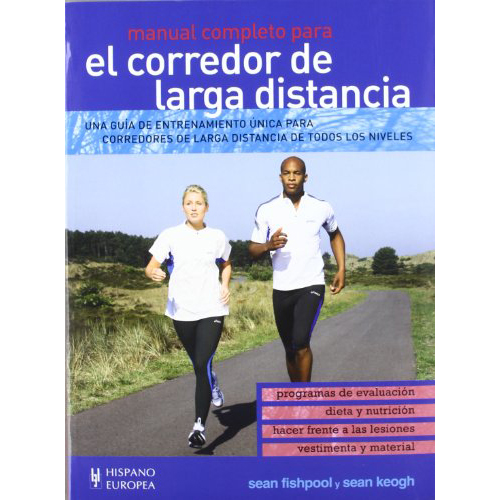 manual completo para
el corredor de
larga distancia
UNA GUÍA DE ENTRENAMIENTO ÚNICA PARA
CORREDORES DE LARGA DISTANCIA DE TODOS LOS NIVELES
programas de evaluación
dieta y nutrición
hacer frente a las lesiones
vestimenta y material
sean fishpool y sean keogh
HISPANO
EUROPEA